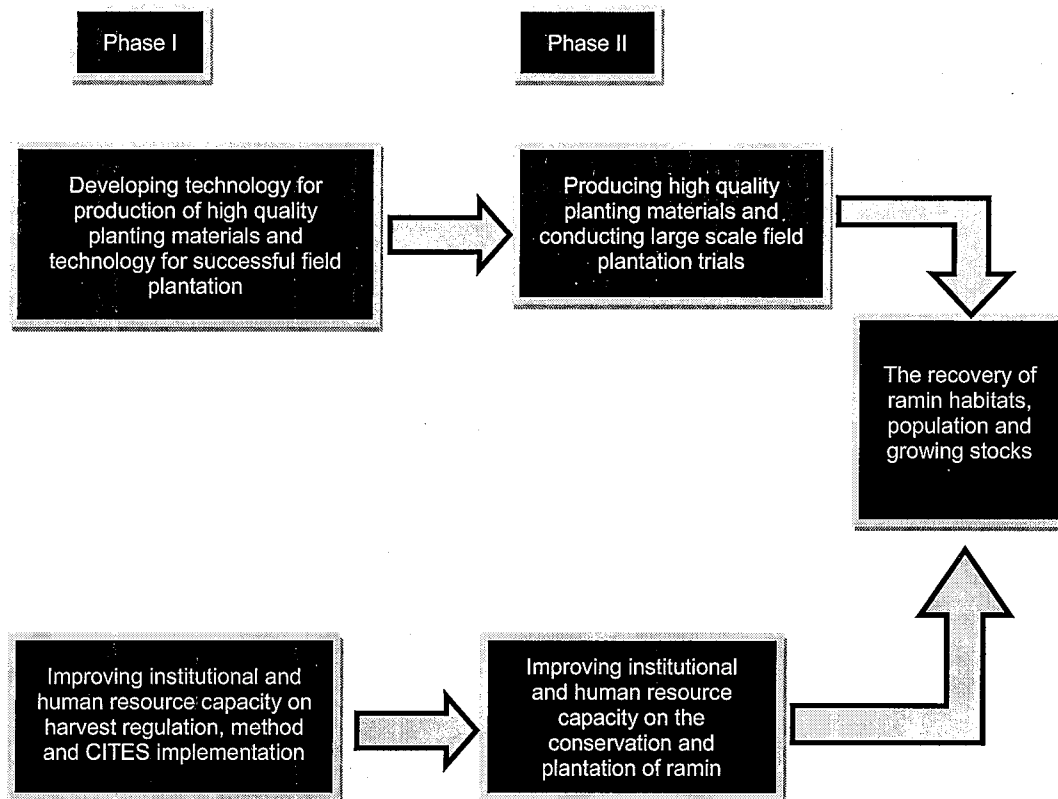 Phase I
Phase II
Developing technology for
production of high quality
planting materials and
technology for successful field
plantation
Producing high quality
planting materials and
conducting large scale field
plantation trials
The recovery of
ramin habitats,
population and
growing stocks
Improving institutional and
human resource capacity on
harvest regulation, method
and CITES implementation
Improving institutional
and human resource
capacity on the
conservation and
plantation of ramin